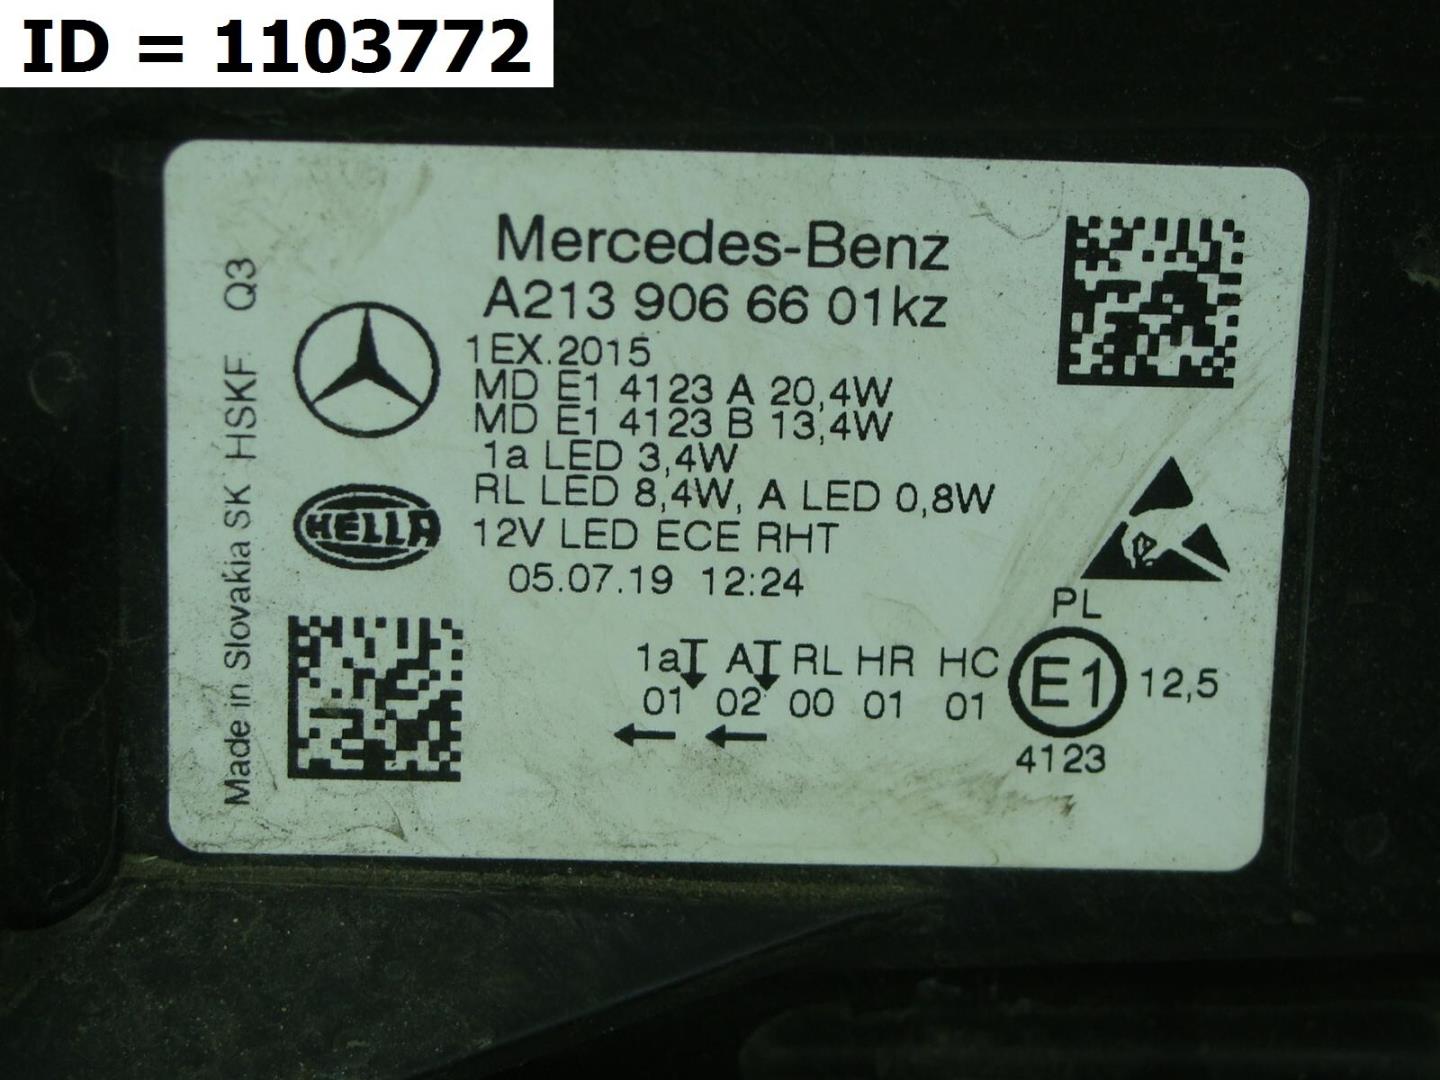 ID = 1103772
Mercedes-Benz
A213 906 66 01kz
1EX.2015
MD E1 4123 A 20,4W
MD E1 4123 B 13,4W
1a LED 3,4W
RL LED 8,4W, A LED 0,8W
12V LED ECE RHT
05.07.19 12:24
HELLA
Made in Slovakia SK HSKF Q3
PL
1a A RL HR HC
E1 12,5
01 02 00 01 01
4123